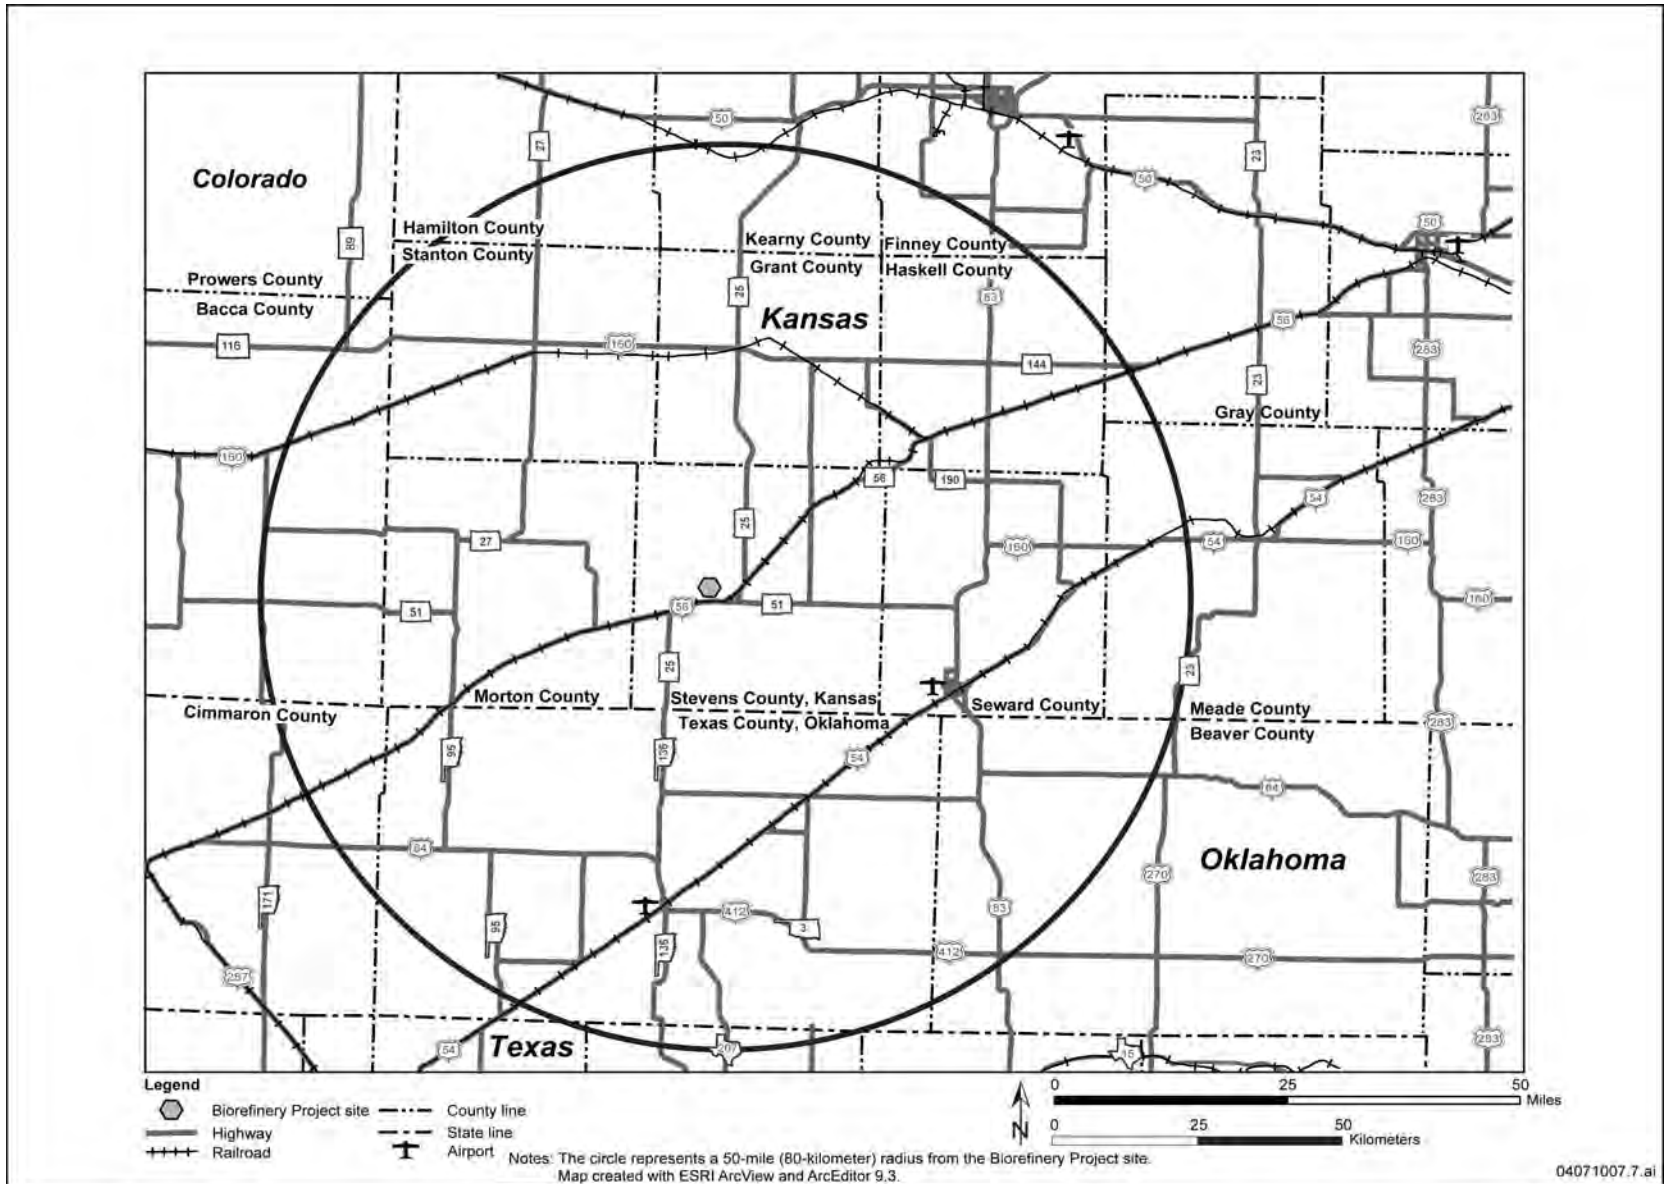 50
283
27
23
Colorado
50
50
Hamilton County
Kearny County
Finney County
89
Stanton County
Grant County
Haskell County
Prowers County
25
83
Bacca County
Kansas
56
116
160
144
283
23
Gray County
160
56
190
283
54
25
27
160
54
160
51
56
51
160
25
23
Morton County
Stevens County, Kansas
Seward County
Meade County
Cimmaron County
Texas County, Oklahoma
Beaver County
283
95
136
54
64
64
Oklahoma
270
283
171
412
83
95
3
136
412
270
287
54
Texas
207
15
283
Legend
Biorefinery Project site
Highway
Railroad
County line
State line
Airport
N
0 25 50
Miles
0 25 50
Kilometers
Notes: The circle represents a 50-mile (80-kilometer) radius from the Biorefinery Project site.
Map created with ESRI ArcView and ArcEditor 9.3.
04071007.7.ai